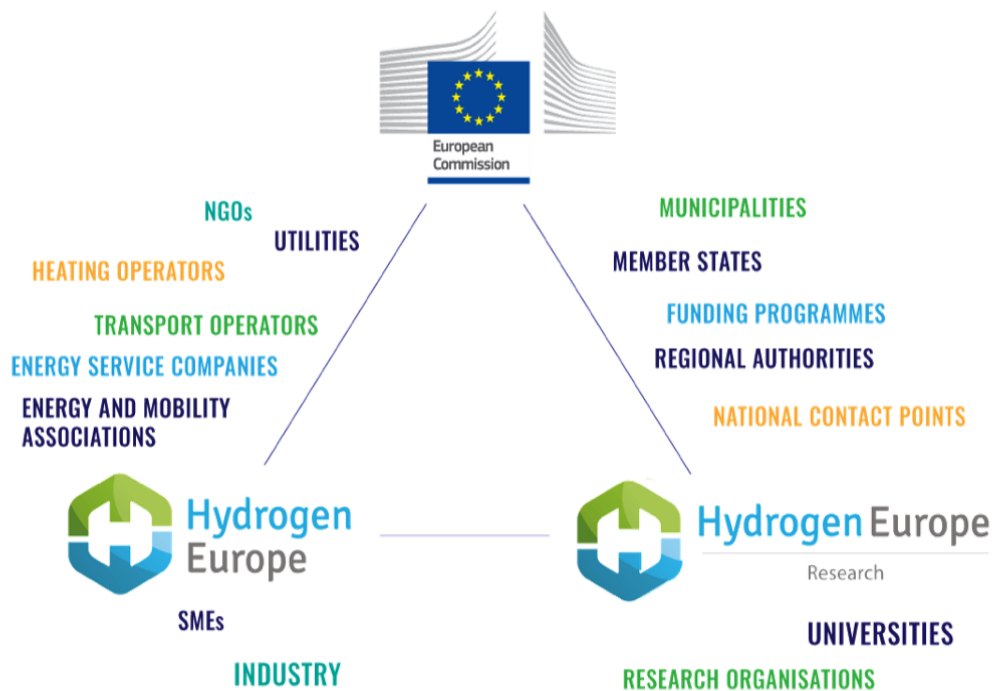 European
Commission
NGOs
MUNICIPALITIES
UTILITIES
MEMBER STATES
HEATING OPERATORS
FUNDING PROGRAMMES
TRANSPORT OPERATORS
REGIONAL AUTHORITIES
ENERGY SERVICE COMPANIES
ENERGY AND MOBILITY
ASSOCIATIONS
NATIONAL CONTACT POINTS
Hydrogen
Europe
Hydrogen Europe
Research
SMEs
UNIVERSITIES
INDUSTRY
RESEARCH ORGANISATIONS